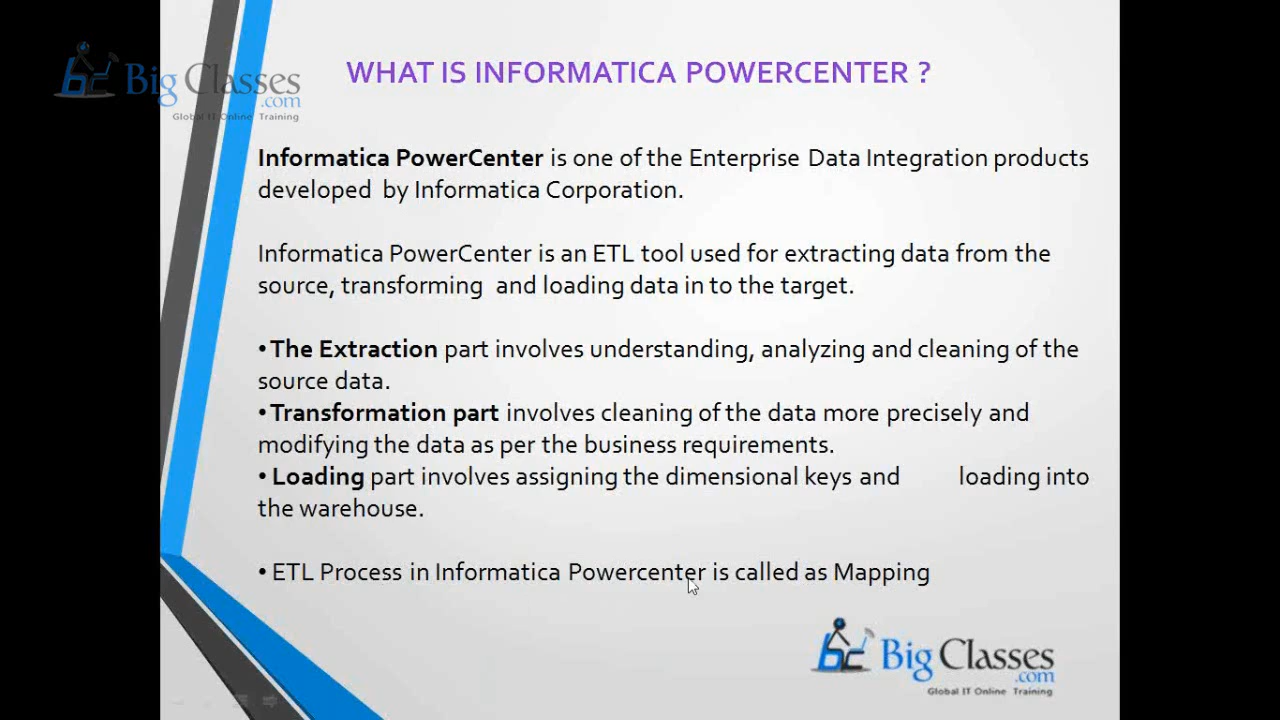 Big Classes
.com
Global IT Online Training
WHAT IS INFORMATICA POWERCENTER ?
Informatica PowerCenter is one of the Enterprise Data Integration products
developed by Informatica Corporation.
Informatica PowerCenter is an ETL tool used for extracting data from the
source, transforming and loading data in to the target.
• The Extraction part involves understanding, analyzing and cleaning of the
source data.
• Transformation part involves cleaning of the data more precisely and
modifying the data as per the business requirements.
• Loading part involves assigning the dimensional keys and loading into
the warehouse.
• ETL Process in Informatica Powercenter is called as Mapping
Big Classes
.com
Global IT Online Training